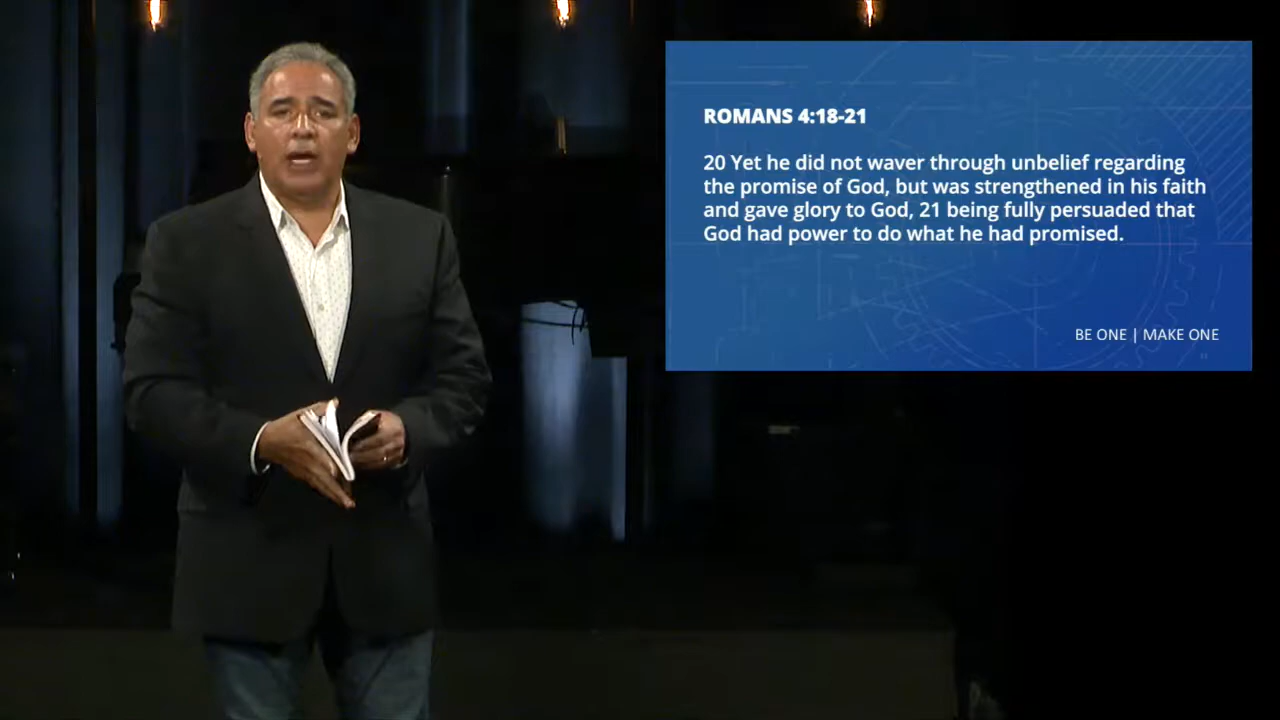 ROMANS 4:18-21
20 Yet he did not waver through unbelief regarding
the promise of God, but was strengthened in his faith
and gave glory to God, 21 being fully persuaded that
God had power to do what he had promised.
BE ONE | MAKE ONE